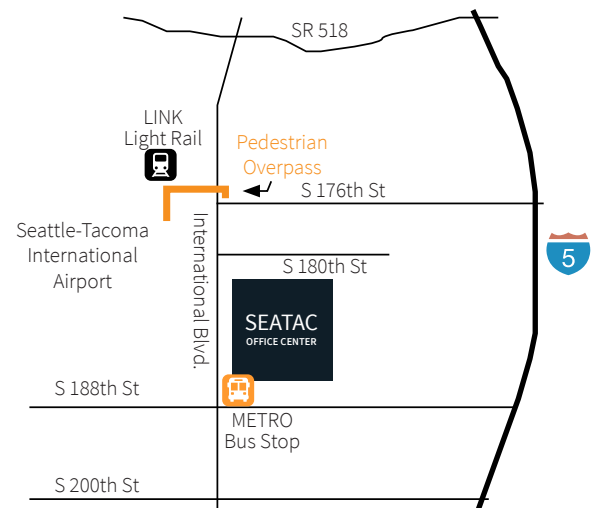 SR 518
LINK
Light Rail
Pedestrian
Overpass
S 176th St
Seattle-Tacoma
International
Airport
International Blvd.
S 180th St
5
SEATAC
OFFICE CENTER
S 188th St
METRO
Bus Stop
S 200th St